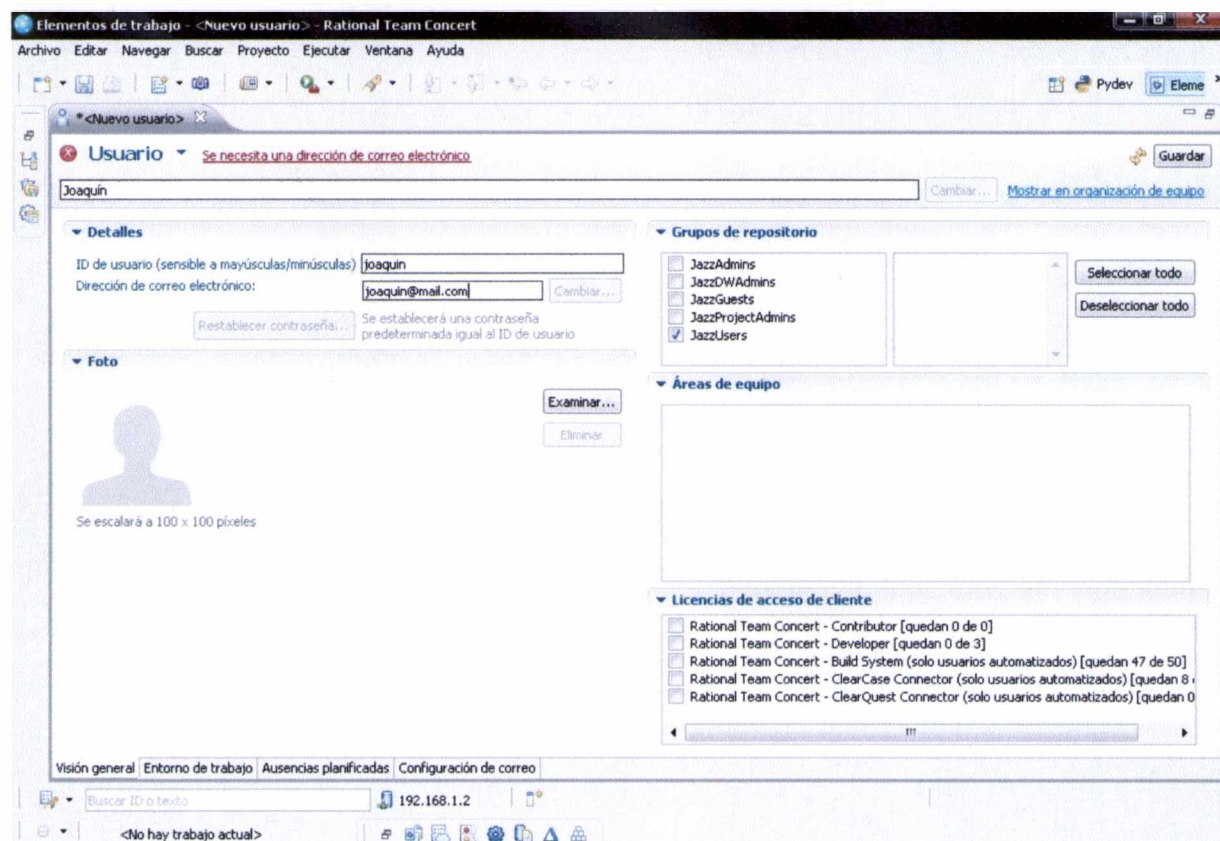 Elementos de trabajo - <Nuevo usuario> - Rational Team Concert
Archivo Editar Navegar Buscar Proyecto Ejecutar Ventana Ayuda
Pydev Eleme
*<Nuevo usuario>
Usuario Se necesita una dirección de correo electrónico Guardar
Joaquín Cambiar... Mostrar en organización de equipo
Detalles
ID de usuario (sensible a mayúsculas/minúsculas) joaquin
Dirección de correo electrónico: joaquin@mail.com Cambiar...
Restablecer contraseña... Se establecerá una contraseña
predeterminada igual al ID de usuario
Foto
Examinar...
Eliminar
Se escalará a 100 x 100 píxeles
Grupos de repositorio
JazzAdmins
JazzDWAdmins
JazzGuests
JazzProjectAdmins
JazzUsers
Seleccionar todo
Deseleccionar todo
Áreas de equipo
Licencias de acceso de cliente
Rational Team Concert - Contributor [quedan 0 de 0]
Rational Team Concert - Developer [quedan 0 de 3]
Rational Team Concert - Build System (solo usuarios automatizados) [quedan 47 de 50]
Rational Team Concert - ClearCase Connector (solo usuarios automatizados) [quedan 8
Rational Team Concert - ClearQuest Connector (solo usuarios automatizados) [quedan 0
Visión general Entorno de trabajo Ausencias planificadas Configuración de correo
Buscar ID o texto 192.168.1.2
<No hay trabajo actual>